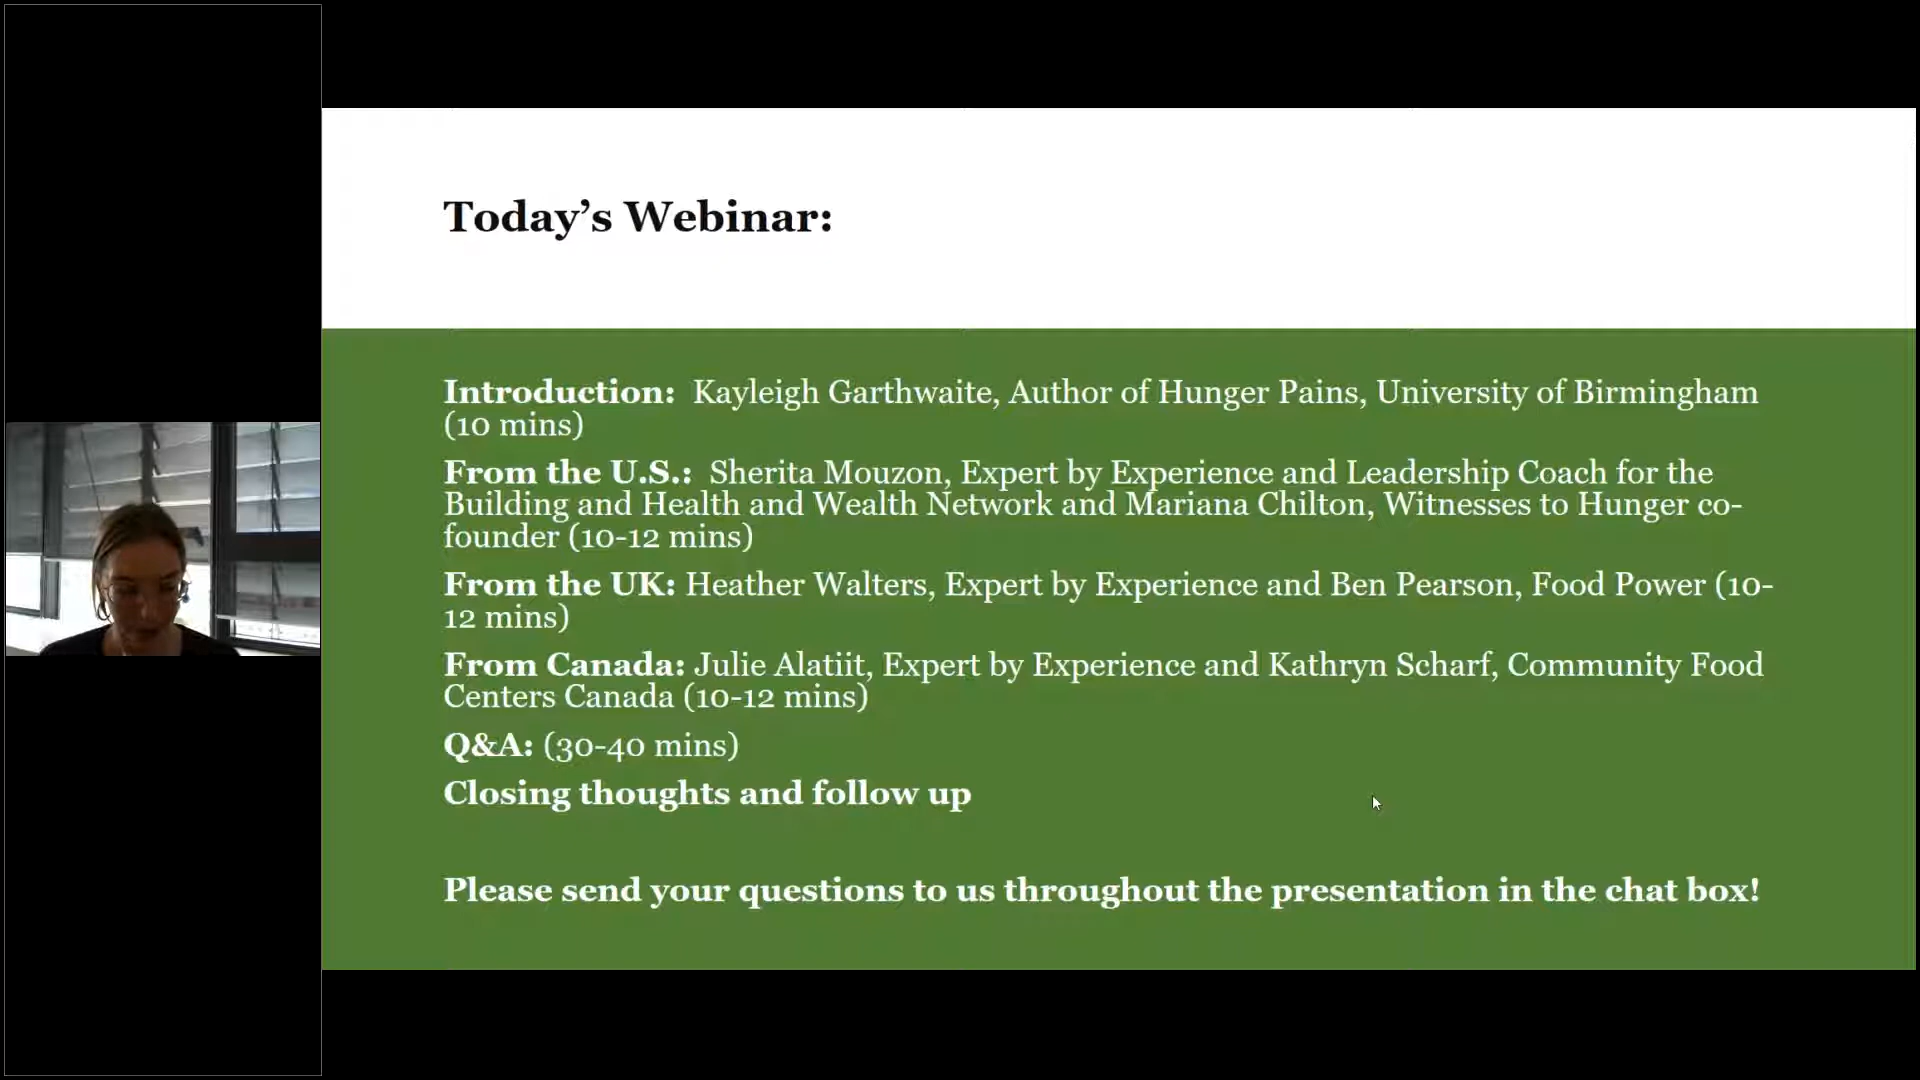 Today’s Webinar:
Introduction:  Kayleigh Garthwaite, Author of Hunger Pains, University of Birmingham
(10 mins)
From the U.S.:  Sherita Mouzon, Expert by Experience and Leadership Coach for the
Building and Health and Wealth Network and Mariana Chilton, Witnesses to Hunger co-
founder (10-12 mins)
From the UK: Heather Walters, Expert by Experience and Ben Pearson, Food Power (10-
12 mins)
From Canada: Julie Alatiit, Expert by Experience and Kathryn Scharf, Community Food
Centers Canada (10-12 mins)
Q&A: (30-40 mins)
Closing thoughts and follow up
Please send your questions to us throughout the presentation in the chat box!